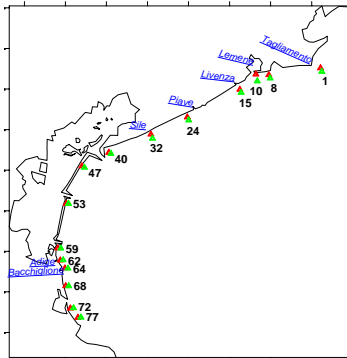 Tagliamento
Lemene
Livenza
1
8
10
15
Piave
24
Sile
32
40
47
53
59
Adige
62
Bacchiglione
64
68
72
77